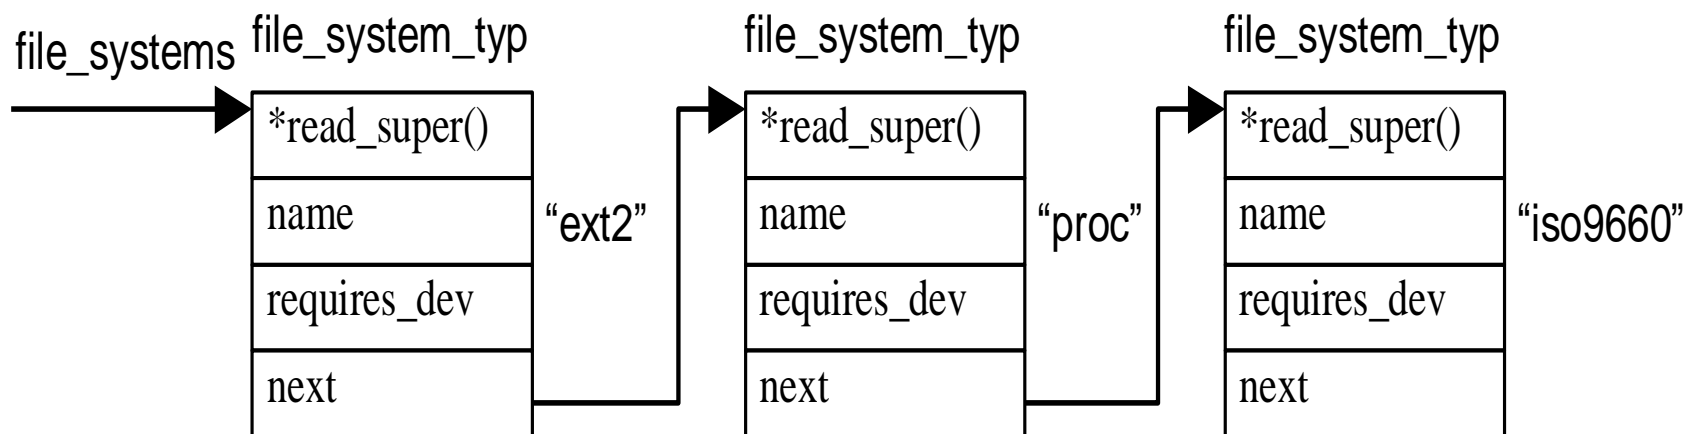 file_systems
file_system_typ
*read_super()
name
“ext2”
requires_dev
next
file_system_typ
*read_super()
name
“proc”
requires_dev
next
file_system_typ
*read_super()
name
“iso9660”
requires_dev
next